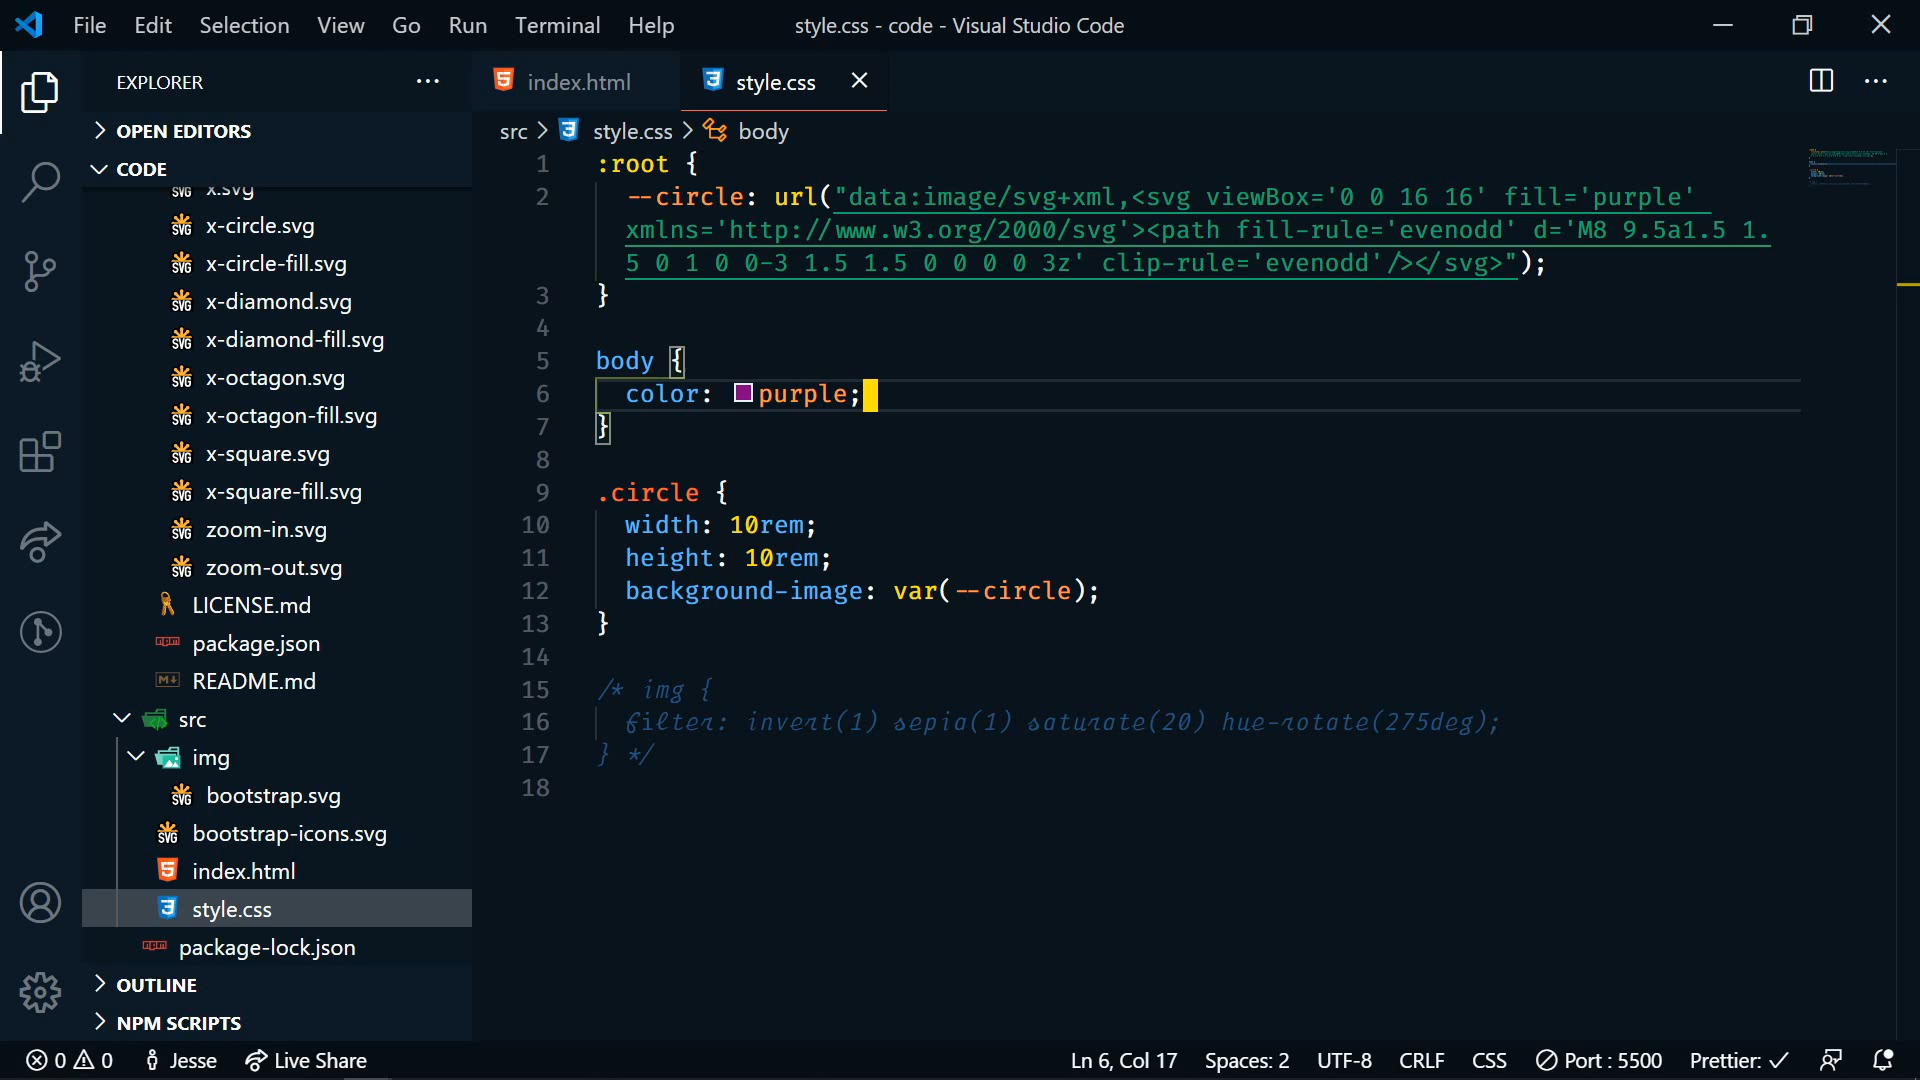 File Edit Selection View Go Run Terminal Help
style.css - code - Visual Studio Code
EXPLORER
OPEN EDITORS
CODE
x.svg
x-circle.svg
x-circle-fill.svg
x-diamond.svg
x-diamond-fill.svg
x-octagon.svg
x-octagon-fill.svg
x-square.svg
x-square-fill.svg
zoom-in.svg
zoom-out.svg
LICENSE.md
package.json
README.md
src
img
bootstrap.svg
bootstrap-icons.svg
index.html
style.css
package-lock.json
OUTLINE
NPM SCRIPTS
index.html
style.css
src > style.css > body
1 :root {
2 --circle: url("data:image/svg+xml,<svg viewBox='0 0 16 16' fill='purple'
xmlns='http://www.w3.org/2000/svg'><path fill-rule='evenodd' d='M8 9.5a1.5 1.
5 0 1 0 0-3 1.5 1.5 0 0 0 0 3z' clip-rule='evenodd'/></svg>");
3 }
4
5 body {
6 color: purple;
7 }
8
9 .circle {
10 width: 10rem;
11 height: 10rem;
12 background-image: var(--circle);
13 }
14
15 /* img {
16 filter: invert(1) sepia(1) saturate(20) hue-rotate(275deg);
17 } */
18
0 0 Jesse Live Share
Ln 6, Col 17 Spaces: 2 UTF-8 CRLF CSS Port : 5500 Prettier: ✓